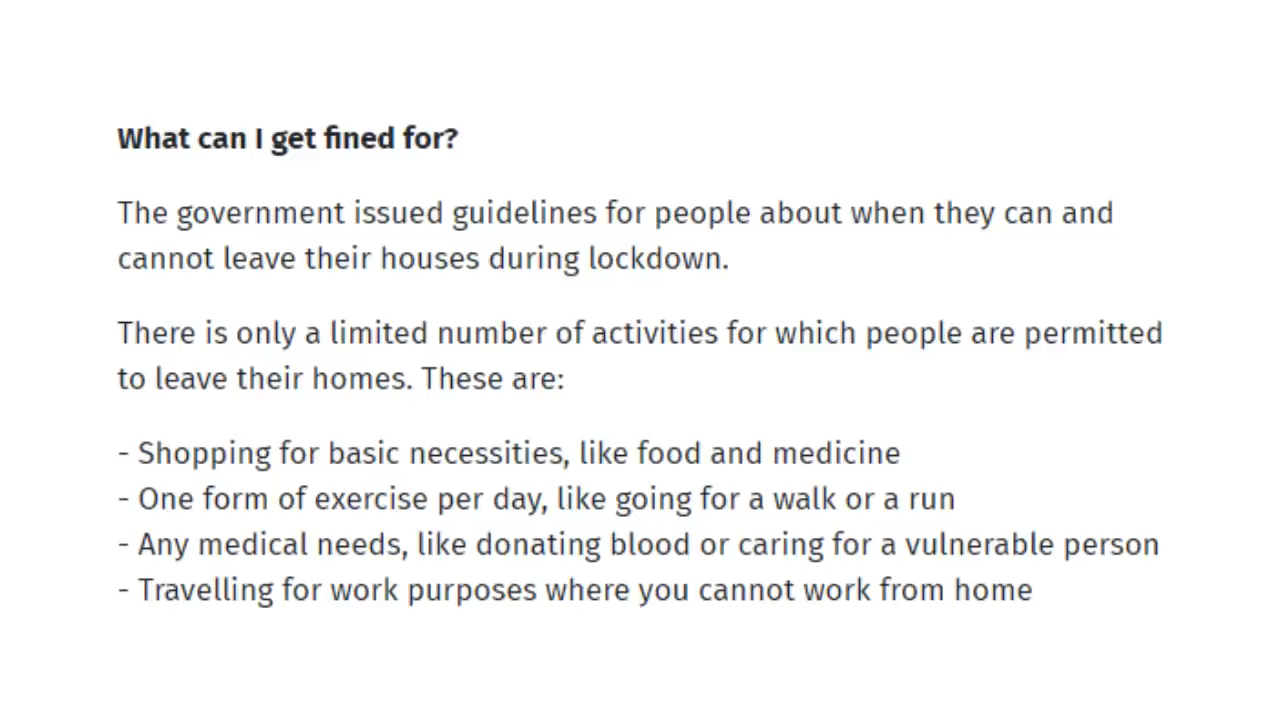 What can I get fined for?
The government issued guidelines for people about when they can and
cannot leave their houses during lockdown.
There is only a limited number of activities for which people are permitted
to leave their homes. These are:
- Shopping for basic necessities, like food and medicine
- One form of exercise per day, like going for a walk or a run
- Any medical needs, like donating blood or caring for a vulnerable person
- Travelling for work purposes where you cannot work from home